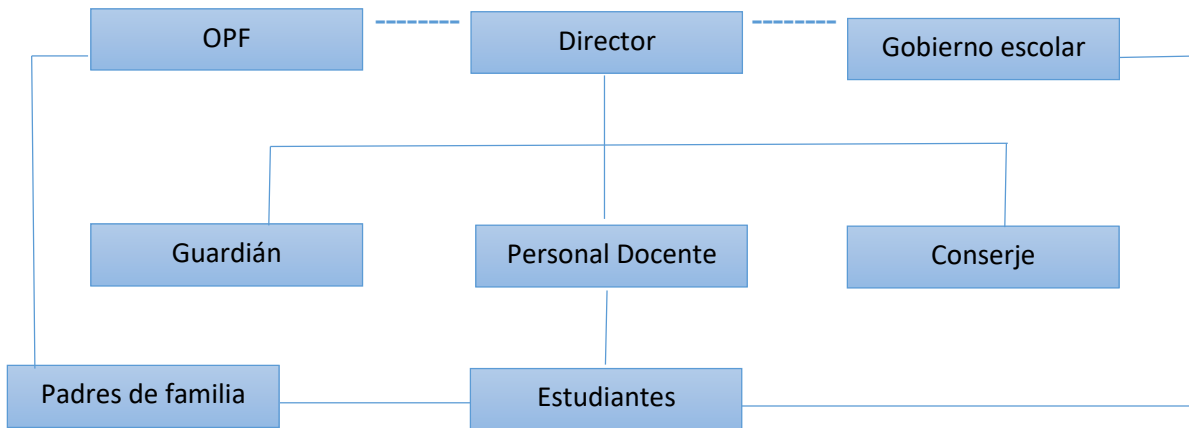 OPF
Director
Gobierno escolar
Guardián
Personal Docente
Conserje
Padres de familia
Estudiantes